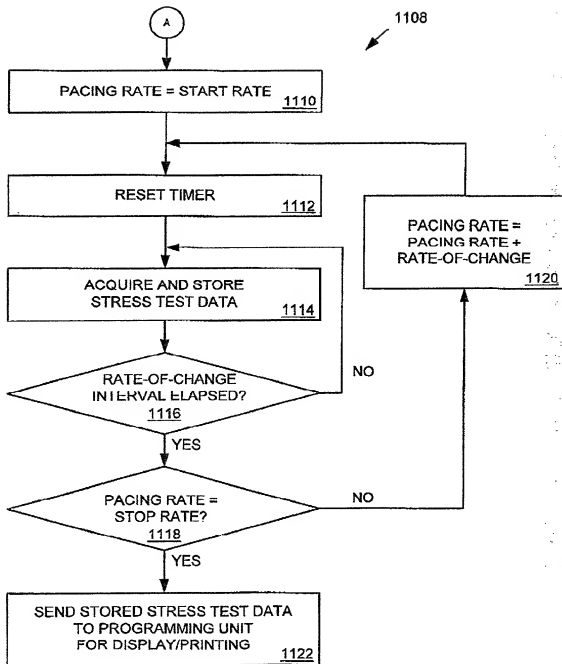 A
1108
PACING RATE = START RATE
1110
RESET TIMER
1112
PACING RATE =
PACING RATE +
RATE-OF-CHANGE
1120
ACQUIRE AND STORE
STRESS TEST DATA
1114
RATE-OF-CHANGE
INTERVAL ELAPSED?
1116
NO
YES
PACING RATE =
STOP RATE?
1118
NO
YES
SEND STORED STRESS TEST DATA
TO PROGRAMMING UNIT
FOR DISPLAY/PRINTING
1122